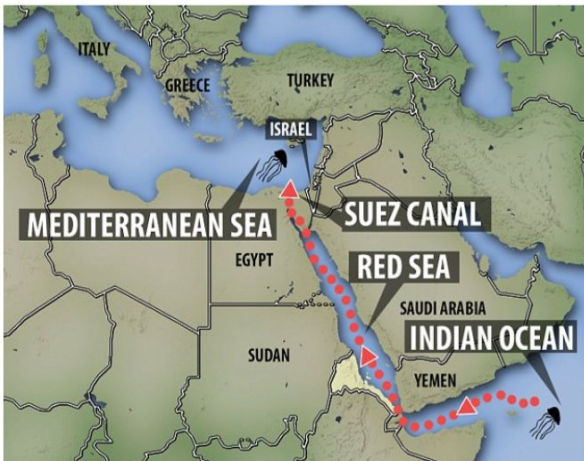 ITALY
GREECE
TURKEY
ISRAEL
MEDITERRANEAN SEA
SUEZ CANAL
EGYPT
RED SEA
SAUDI ARABIA
INDIAN OCEAN
SUDAN
YEMEN